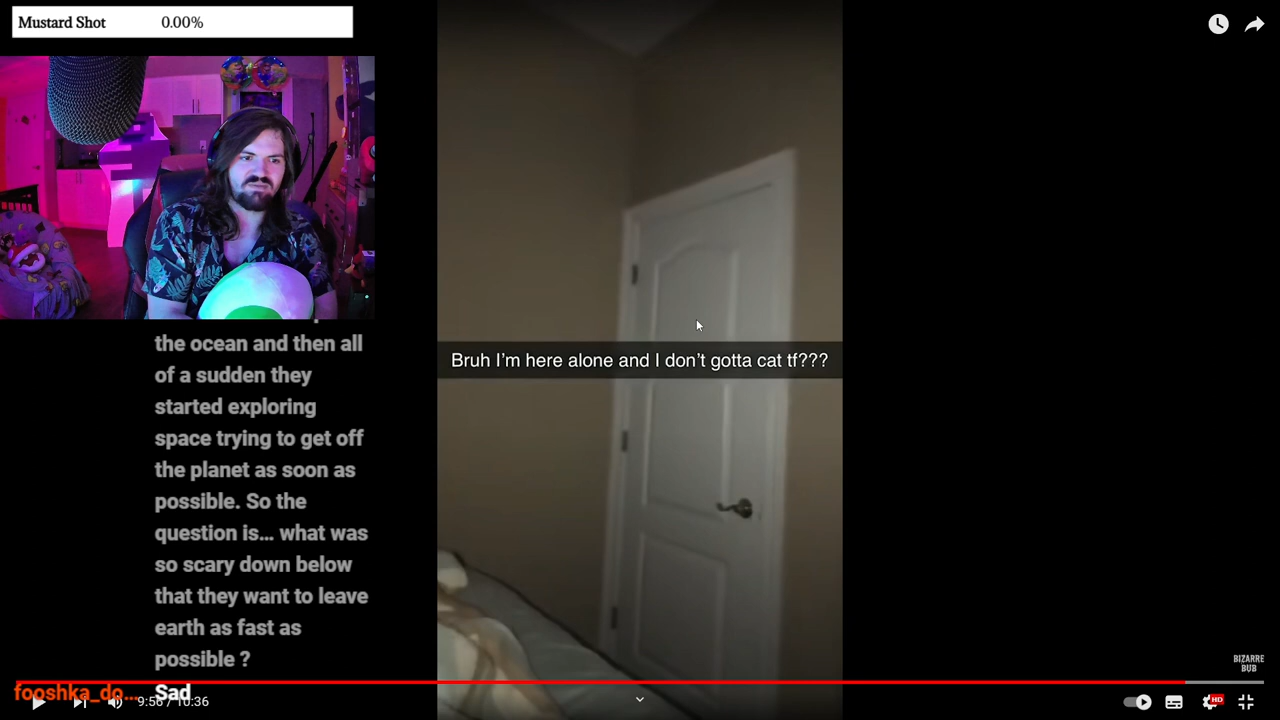 Mustard Shot 0.00%
the ocean and then all
of a sudden they
started exploring
space trying to get off
the planet as soon as
possible. So the
question is... what was
so scary down below
that they want to leave
earth as fast as
possible ?
fooshka_do... Sad
Bruh I'm here alone and I don't gotta cat tf???
BIZARRE
BUB
9:56 / 10:36
HD